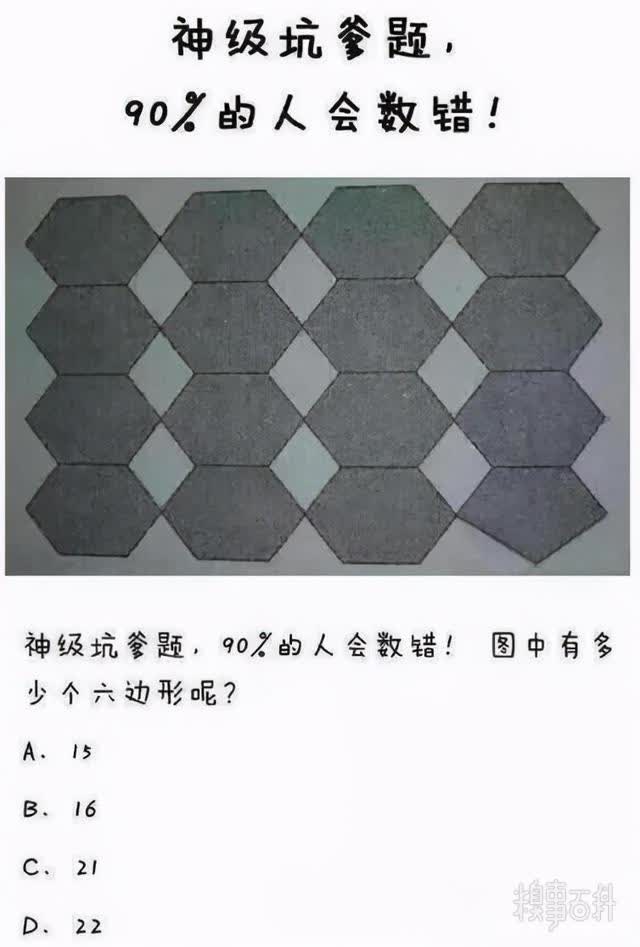 神级坑爹题，
90%的人会数错！
神级坑爹题，90%的人会数错！ 图中有多
少个六边形呢？
A. 15
B. 16
C. 21
D. 22
糗事百科